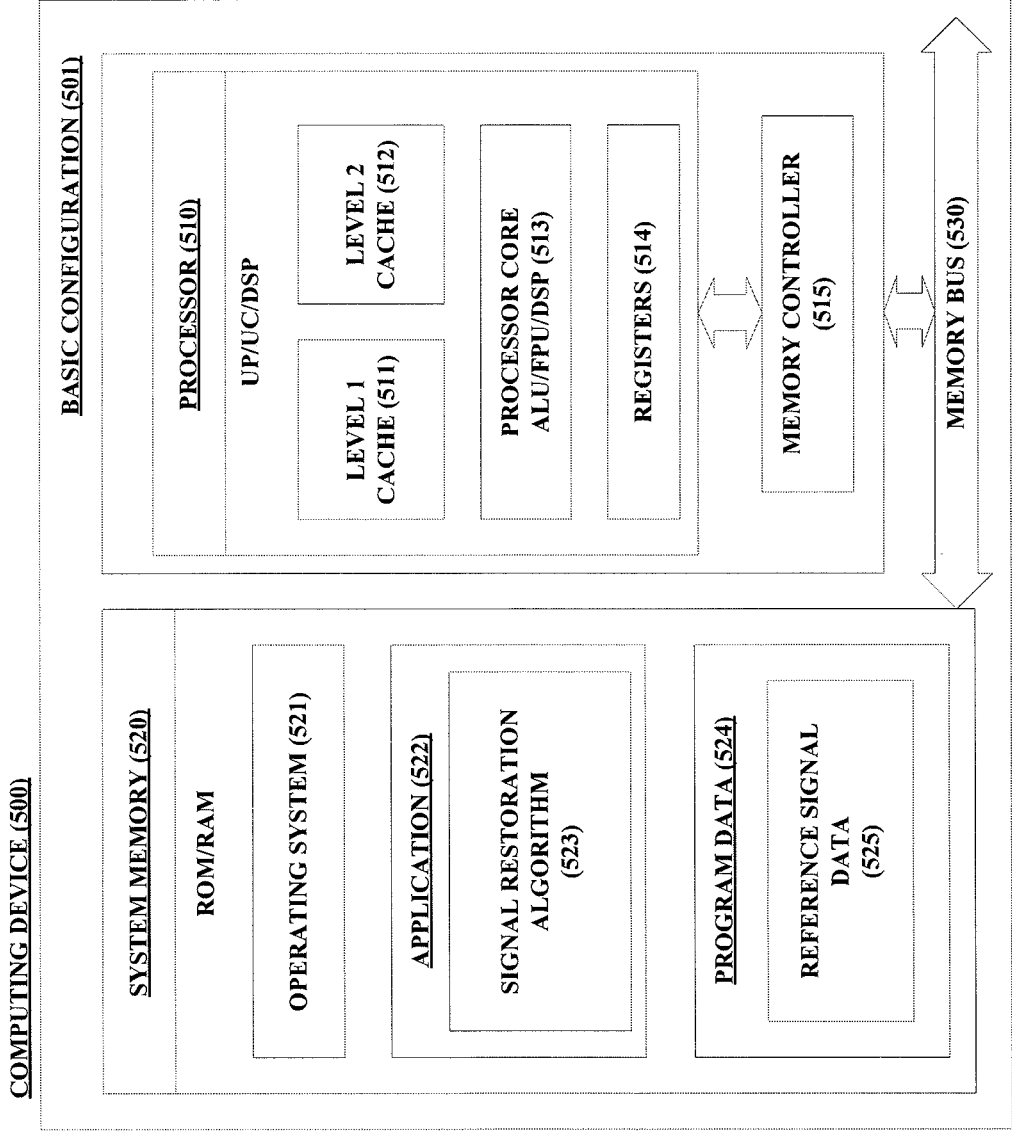 COMPUTING DEVICE (500)
SYSTEM MEMORY (520)
ROM/RAM
OPERATING SYSTEM (521)
APPLICATION (522)
SIGNAL RESTORATION
ALGORITHM
(523)
PROGRAM DATA (524)
REFERENCE SIGNAL
DATA
(525)
BASIC CONFIGURATION (501)
PROCESSOR (510)
UP/UC/DSP
LEVEL 1
CACHE (511)
LEVEL 2
CACHE (512)
PROCESSOR CORE
ALU/FPU/DSP (513)
REGISTERS (514)
MEMORY CONTROLLER
(515)
MEMORY BUS (530)